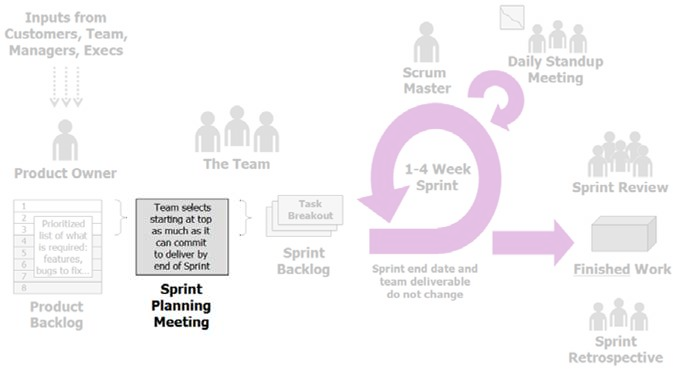 Inputs from
Customers, Team,
Managers, Execs
Product Owner
The Team
Scrum
Master
Daily Standup
Meeting
1-4 Week
Sprint
Sprint Review
1
2
3
4
5
6
7
8
Prioritized
list of what
is required:
features,
bugs to fix...
Product
Backlog
Team selects
starting at top
as much as it
can commit
to deliver by
end of Sprint
Sprint
Planning
Meeting
Task
Breakout
Sprint
Backlog
Sprint end date and
team deliverable
do not change
Finished Work
Sprint
Retrospective